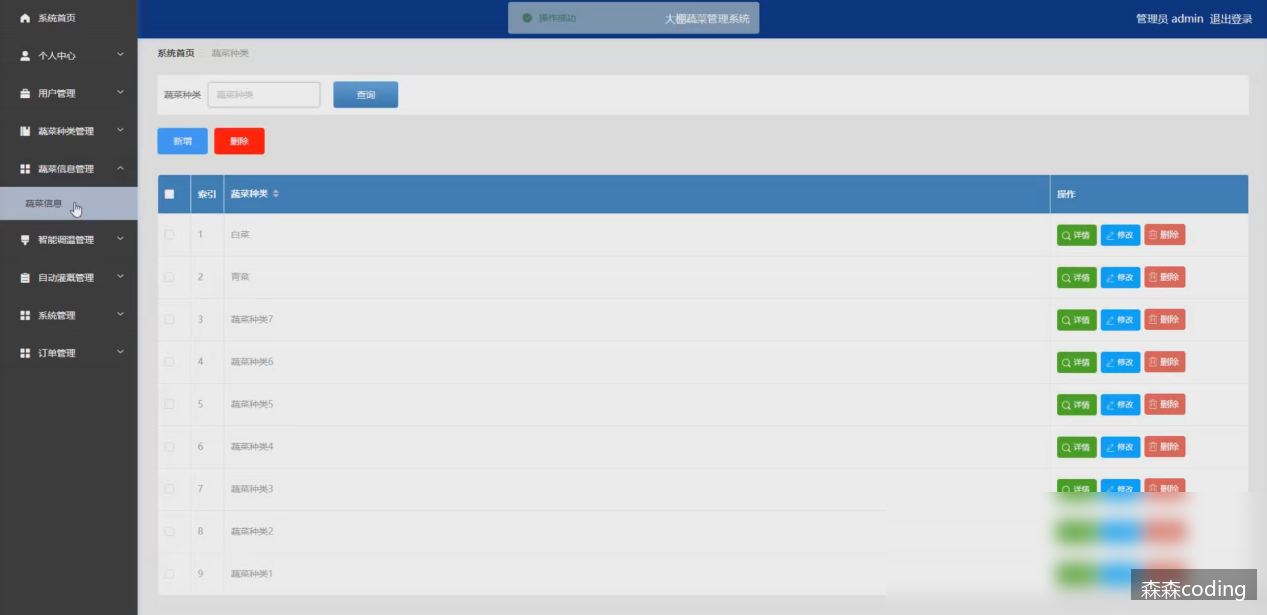 系统首页
个人中心
用户管理
蔬菜种类管理
蔬菜信息管理
蔬菜信息
智能调温管理
自动灌溉管理
系统管理
订单管理
操作成功
大棚蔬菜管理系统
管理员 admin 退出登录
系统首页 蔬菜种类
蔬菜种类 蔬菜种类 查询
新增 删除
索引 蔬菜种类 操作
1 白菜 详情 修改 删除
2 青菜 详情 修改 删除
3 蔬菜种类7 详情 修改 删除
4 蔬菜种类6 详情 修改 删除
5 蔬菜种类5 详情 修改 删除
6 蔬菜种类4 详情 修改 删除
7 蔬菜种类3 详情 修改 删除
8 蔬菜种类2
9 蔬菜种类1
森森coding